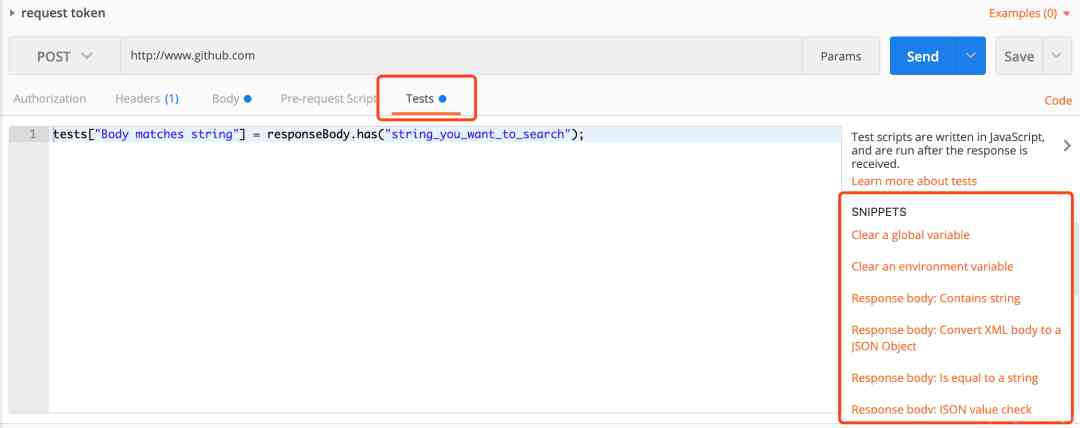 request token
Examples (0)
POST
http://www.github.com
Params
Send
Save
Authorization
Headers (1)
Body
Pre-request Script
Tests
Code
1
tests["Body matches string"] = responseBody.has("string_you_want_to_search");
Test scripts are written in JavaScript,
and are run after the response is
received.
Learn more about tests
SNIPPETS
Clear a global variable
Clear an environment variable
Response body: Contains string
Response body: Convert XML body to a
JSON Object
Response body: Is equal to a string
Response body: JSON value check